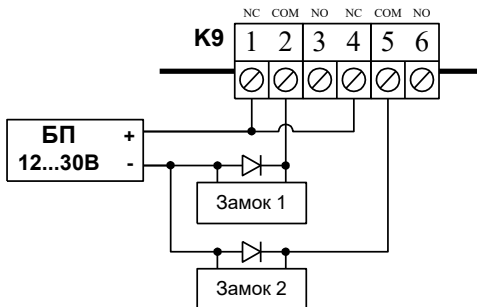 NC COM NO NC COM NO
K9 1 2 3 4 5 6
БП +
12...30В -
Замок 1
Замок 2